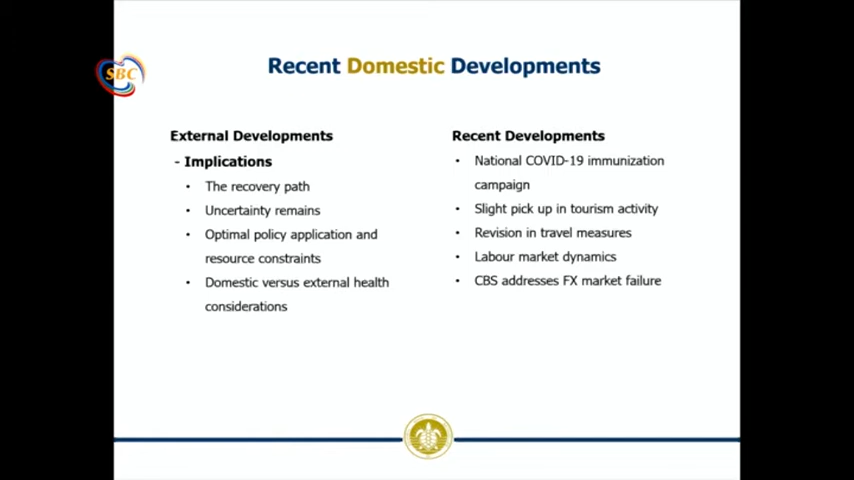 SBC
Recent Domestic Developments
External Developments
- Implications
• The recovery path
• Uncertainty remains
• Optimal policy application and
resource constraints
• Domestic versus external health
considerations
Recent Developments
• National COVID-19 immunization
campaign
• Slight pick up in tourism activity
• Revision in travel measures
• Labour market dynamics
• CBS addresses FX market failure